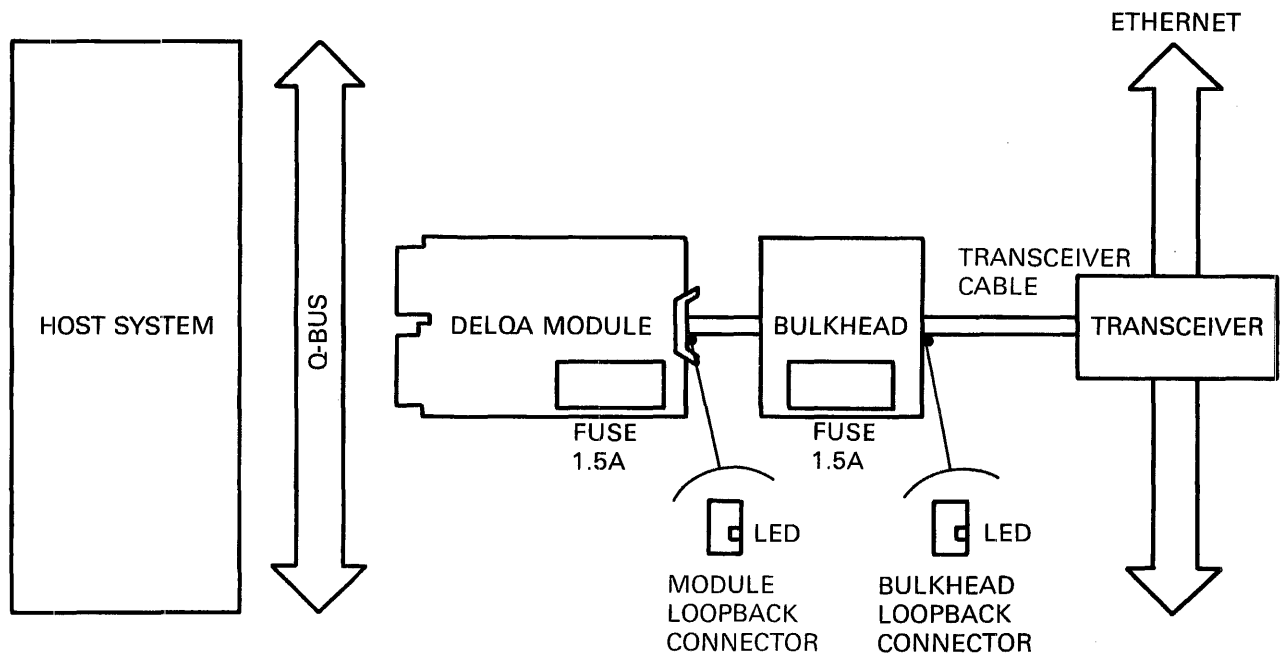 ETHERNET
HOST SYSTEM
Q-BUS
DELQA MODULE
FUSE
1.5A
BULKHEAD
FUSE
1.5A
TRANSCEIVER
CABLE
TRANSCEIVER
LED
MODULE
LOOPBACK
CONNECTOR
LED
BULKHEAD
LOOPBACK
CONNECTOR